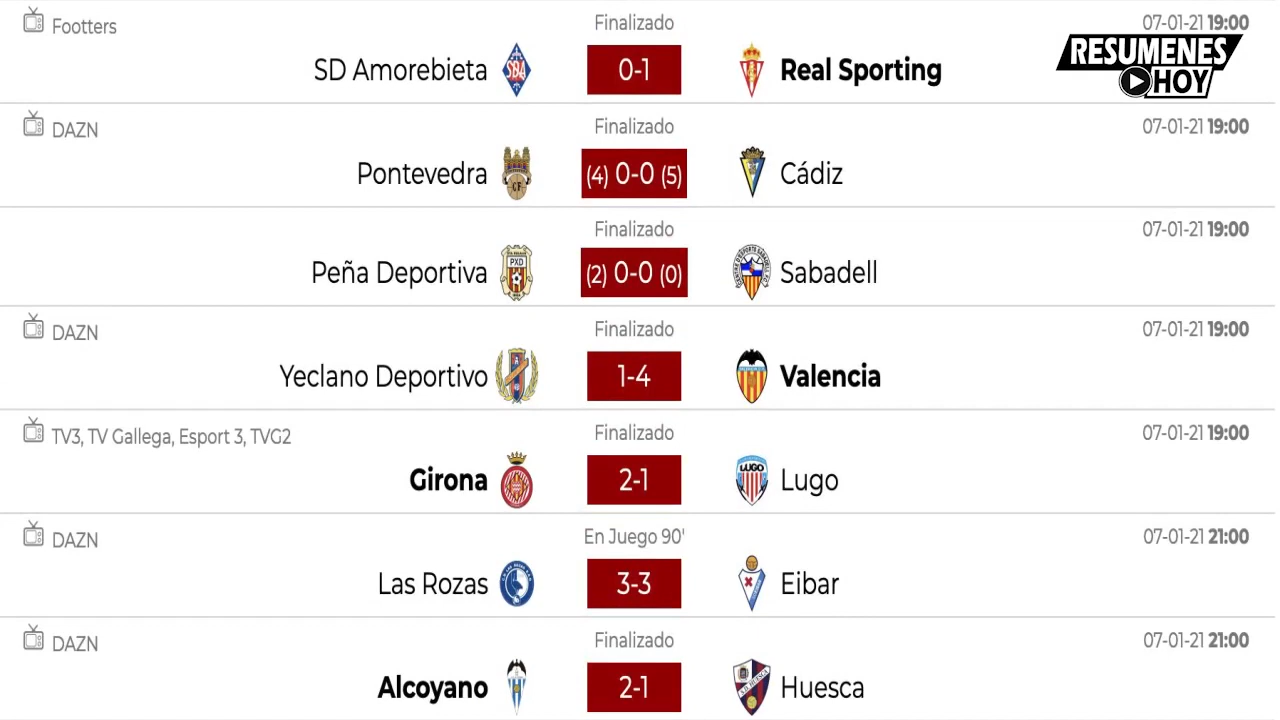 Footters
Finalizado
07-01-21 19:00
SD Amorebieta 0-1 Real Sporting
RESUMENES
HOY
DAZN
Finalizado
07-01-21 19:00
Pontevedra (4) 0-0 (5) Cádiz
Finalizado
07-01-21 19:00
Peña Deportiva PXD (2) 0-0 (0) Sabadell
DAZN
Finalizado
07-01-21 19:00
Yeclano Deportivo 1-4 Valencia
TV3, TV Gallega, Esport 3, TVG2
Finalizado
07-01-21 19:00
Girona 2-1 LUGO Lugo
DAZN
En Juego 90'
07-01-21 21:00
Las Rozas 3-3 Eibar
DAZN
Finalizado
07-01-21 21:00
Alcoyano 2-1 Huesca